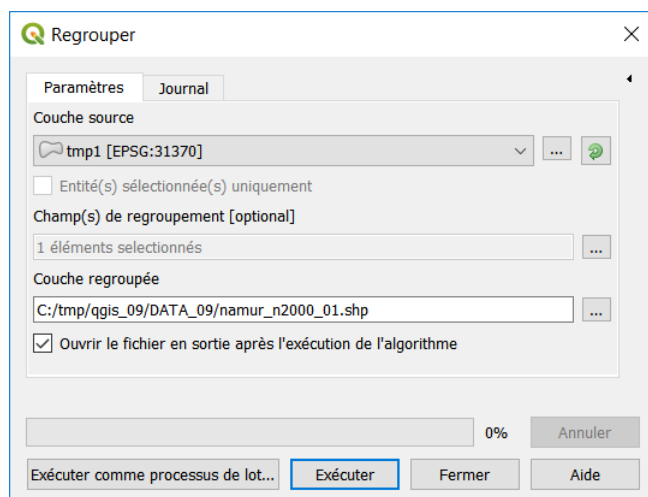 Regrouper
Paramètres
Journal
Couche source
tmp1 [EPSG:31370]
...
Entité(s) sélectionnée(s) uniquement
Champ(s) de regroupement [optional]
1 éléments selectionnés
...
Couche regroupée
C:/tmp/qgis_09/DATA_09/namur_n2000_01.shp
...
Ouvrir le fichier en sortie après l'exécution de l'algorithme
0%
Annuler
Exécuter comme processus de lot...
Exécuter
Fermer
Aide